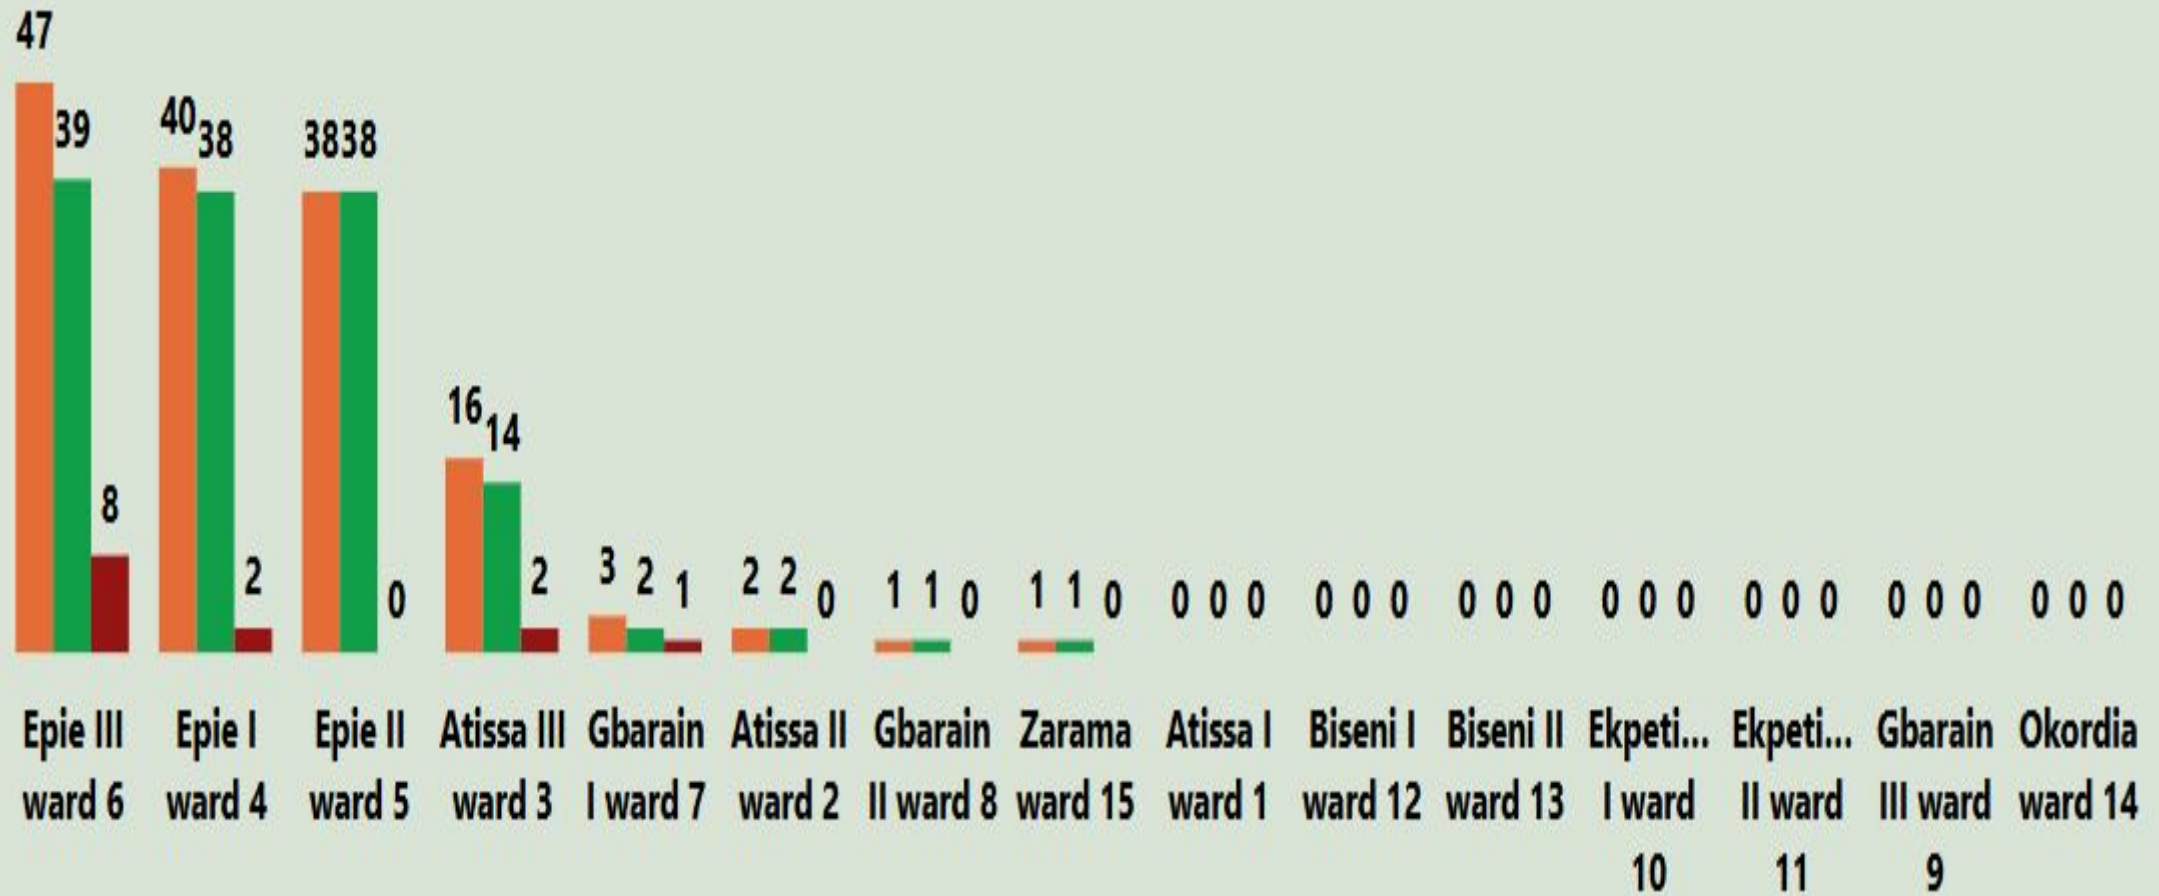 47 39 8
40 38 2
38 38 0
16 14 2
3 2 1
2 2 0
1 1 0
1 1 0
0 0 0
0 0 0
0 0 0
0 0 0
0 0 0
0 0 0
0 0 0
Epie III
ward 6
Epie I
ward 4
Epie II
ward 5
Atissa III
ward 3
Gbarain
I ward 7
Atissa II
ward 2
Gbarain
II ward 8
Zarama
ward 15
Atissa I
ward 1
Biseni I
ward 12
Biseni II
ward 13
Ekpeti...
I ward
10
Ekpeti...
II ward
11
Gbarain
III ward
9
Okordia
ward 14